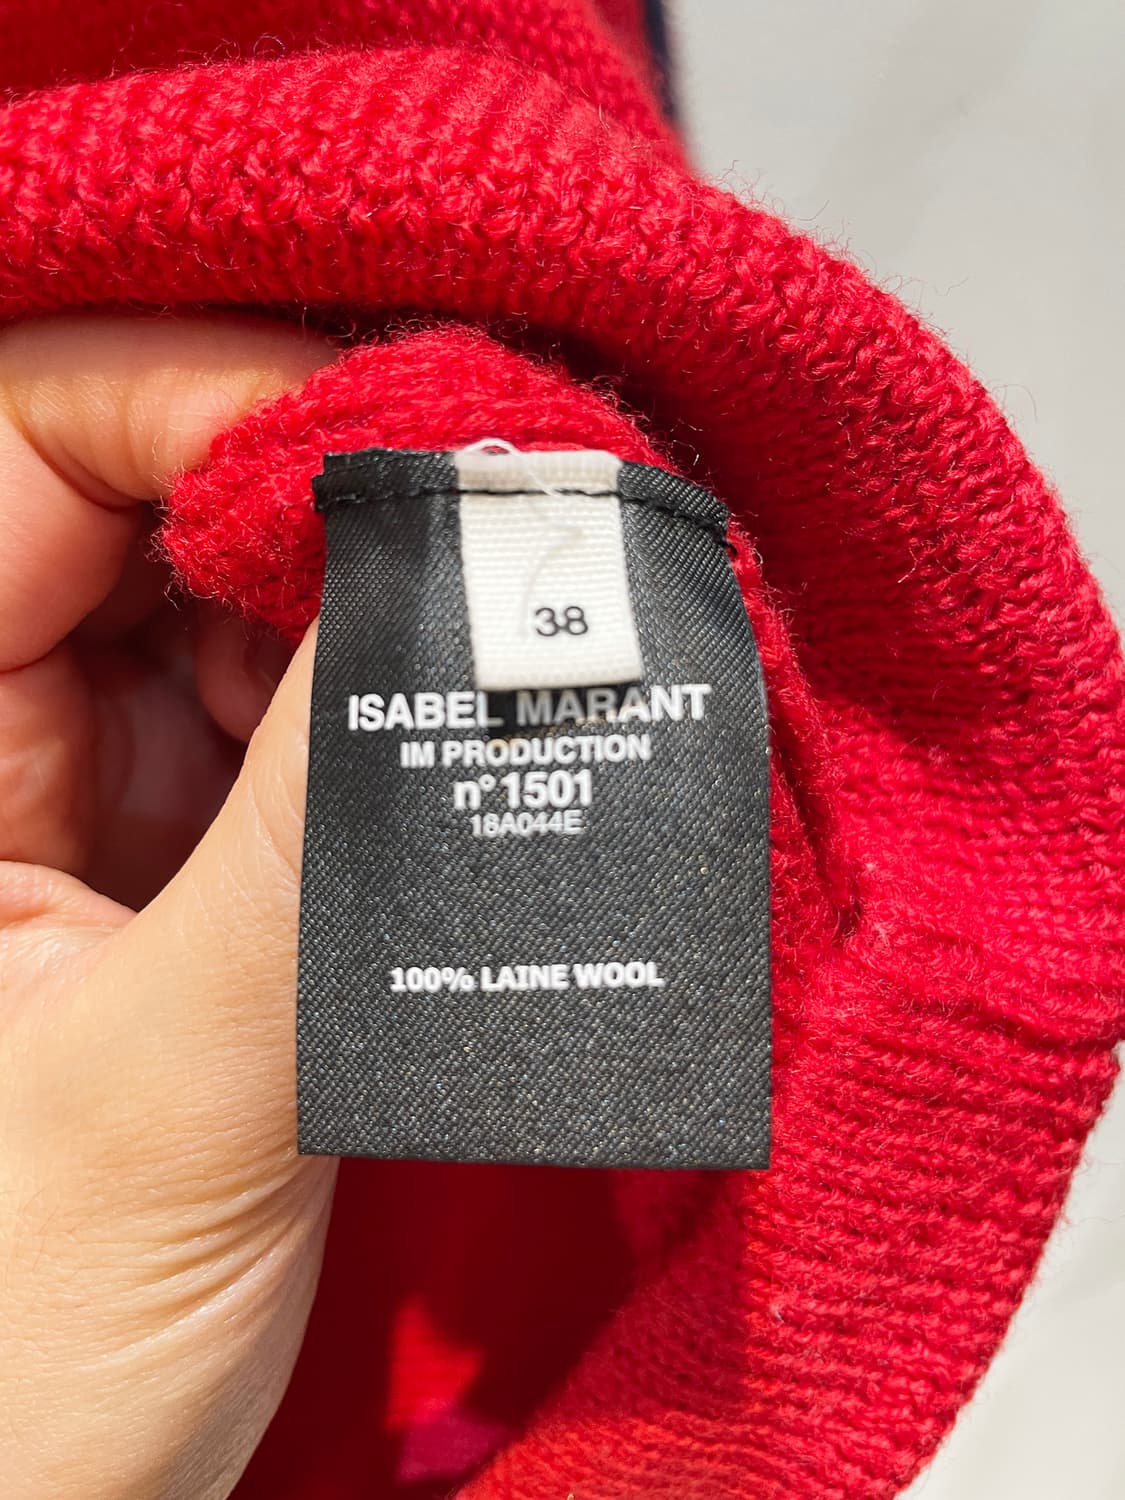 38
ISABEL MARANT
IM PRODUCTION
n° 1501
18A044E
100% LAINE WOOL